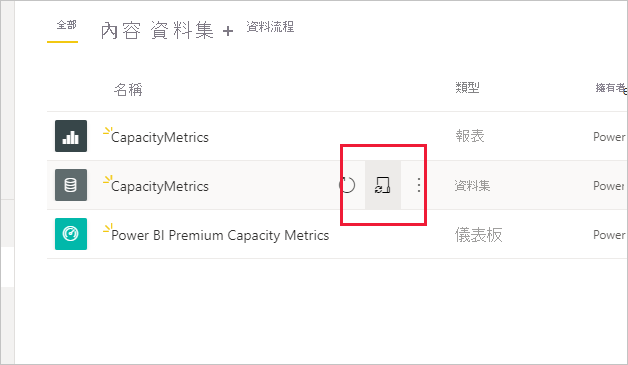 全部 內容 資料集 + 資料流程
名稱 類型 擁有者
CapacityMetrics 報表 Power
CapacityMetrics 資料集 Power
Power BI Premium Capacity Metrics 儀表板 Power